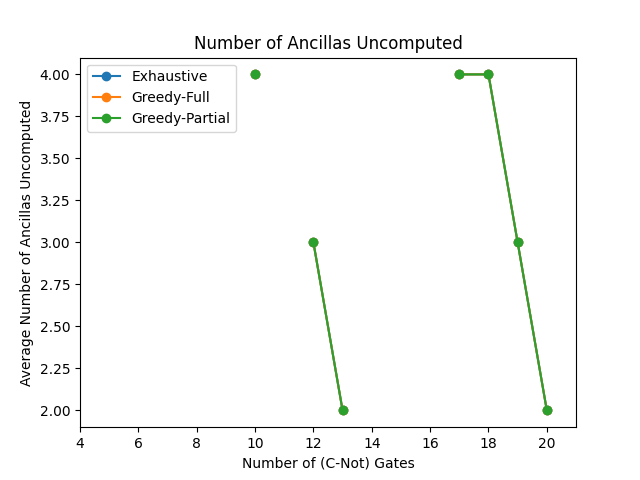 Number of Ancillas Uncomputed
Exhaustive
Greedy-Full
Greedy-Partial
Average Number of Ancillas Uncomputed
4.00
3.75
3.50
3.25
3.00
2.75
2.50
2.25
2.00
4 6 8 10 12 14 16 18 20
Number of (C-Not) Gates